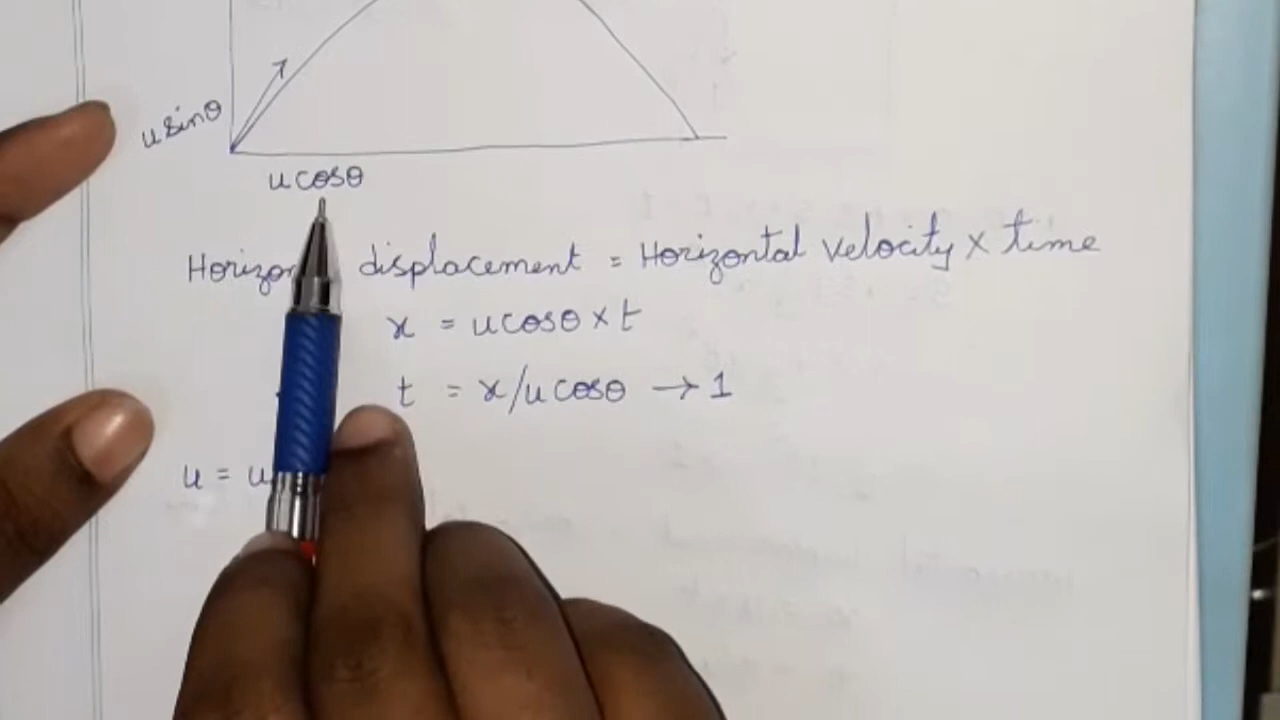 u sinθ
u cosθ
displacement = Horizontal velocity × time
x = u cosθ × t
t = x/u cosθ → 1
u = u